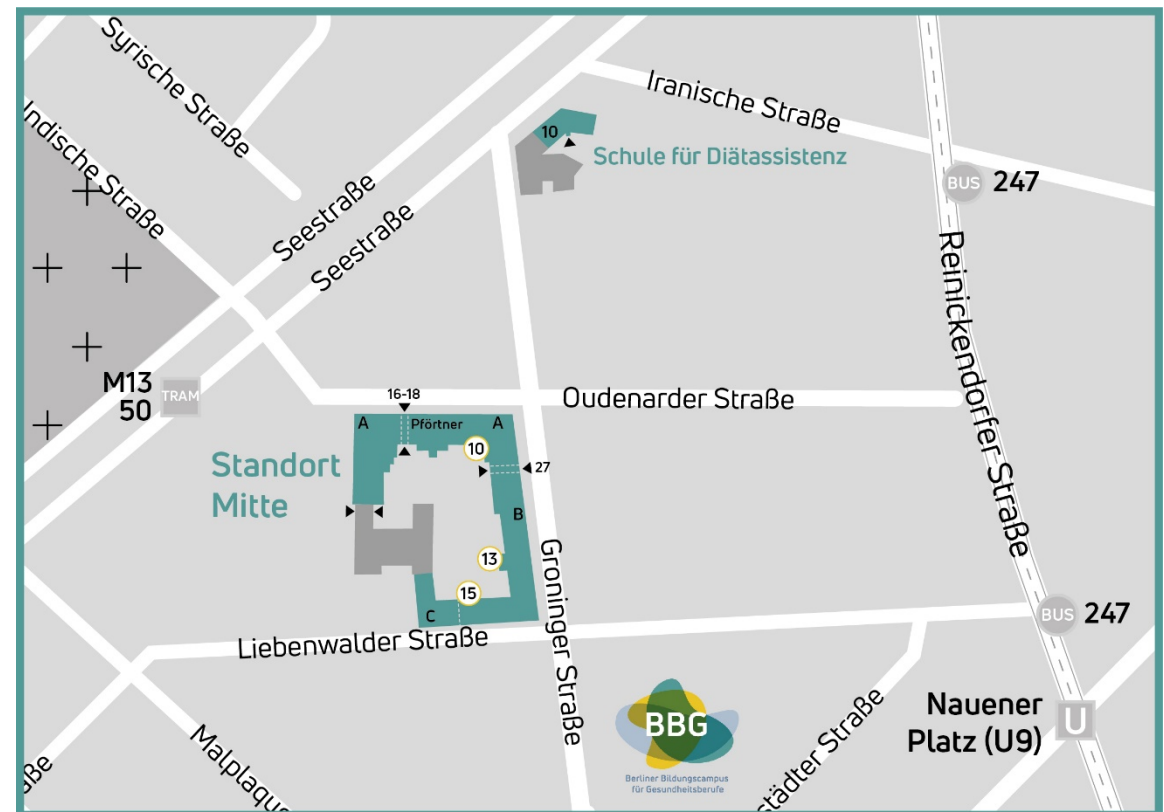 Syrische Straße
Iranische Straße
Indische Straße
10
Schule für Diätassistenz
BUS 247
Seestraße
Seestraße
Reinickendorfer Straße
M13
50
TRAM
16-18
Oudenarder Straße
A
Pförtner
A
10
27
Standort
Mitte
B
13
15
C
Groninger Straße
Liebenwalder Straße
BUS 247
BBG
Berliner Bildungscampus
für Gesundheitsberufe
Nauener
Platz (U9)
U
Malplaque
städter Straße
aße